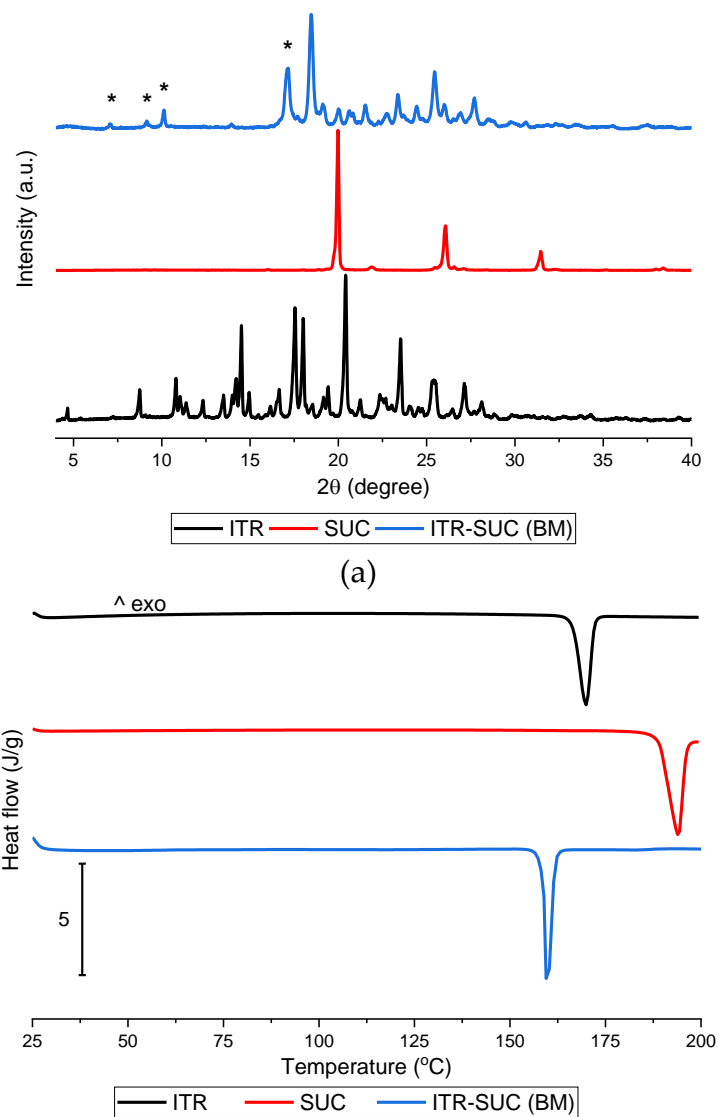 * * * *
Intensity (a.u.)
5 10 15 20 25 30 35 40
2θ (degree)
ITR SUC ITR-SUC (BM)
(a)
^ exo
Heat flow (J/g)
5
25 50 75 100 125 150 175 200
Temperature (°C)
ITR SUC ITR-SUC (BM)